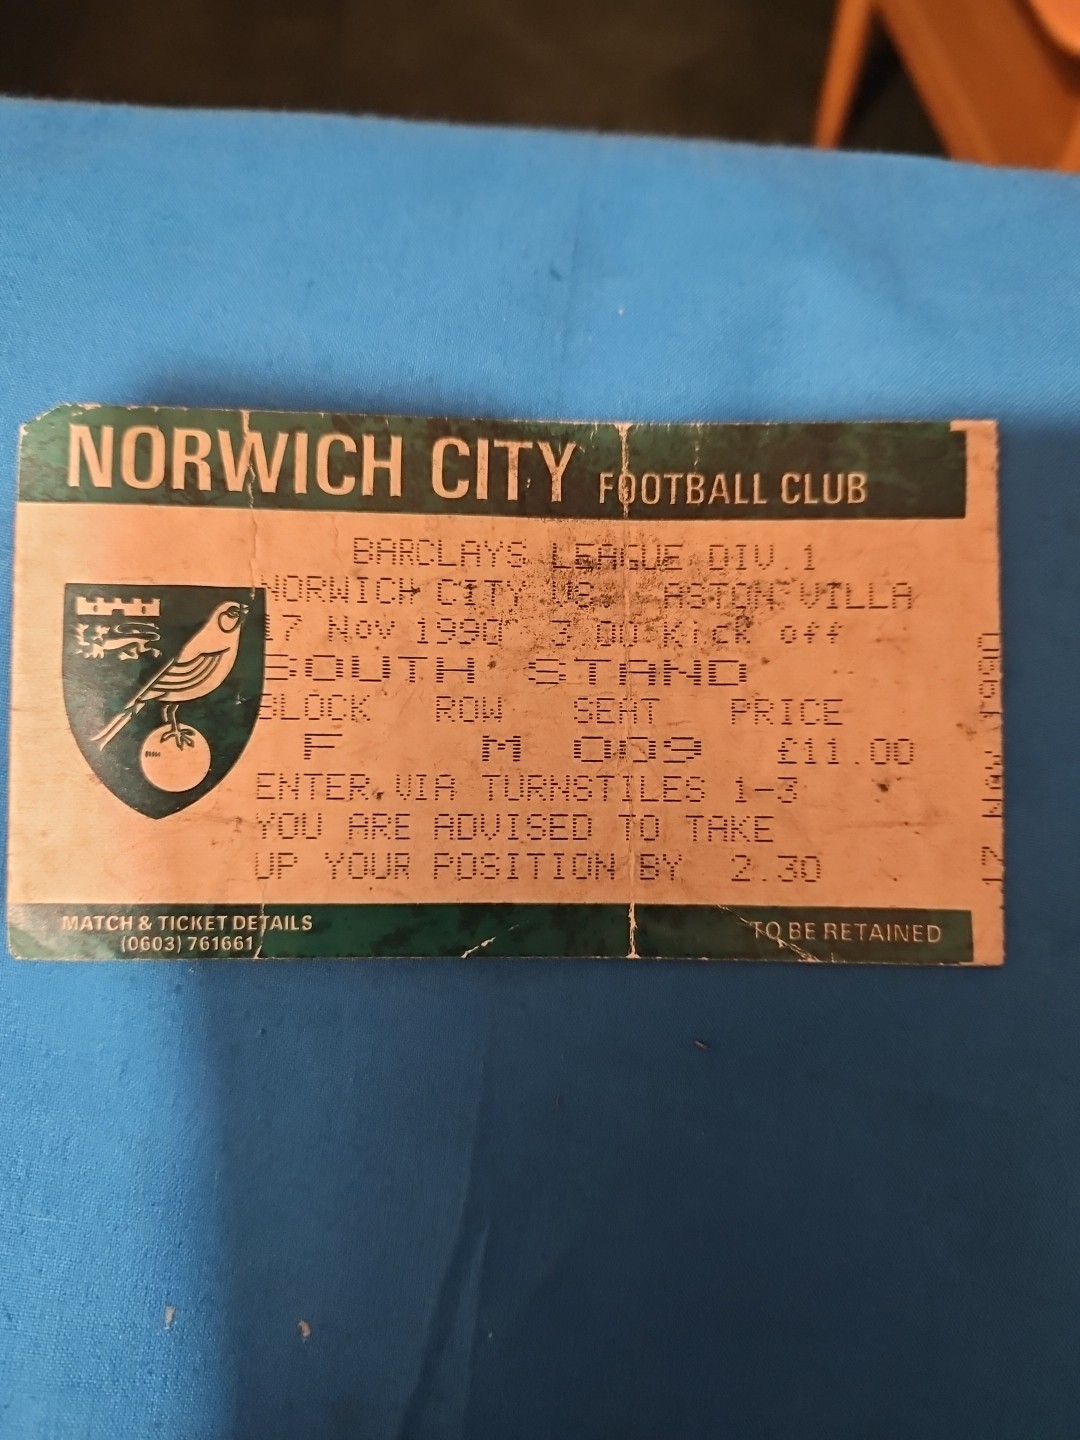 NORWICH CITY FOOTBALL CLUB
BARCLAYS LEAGUE DIV.1
NORWICH CITY VS. ASTON VILLA
17 Nov 1990 3.00 Kick off
SOUTH STAND
BLOCK ROW SEAT PRICE
F M 009 £11.00
ENTER VIA TURNSTILES 1-3
YOU ARE ADVISED TO TAKE
UP YOUR POSITION BY 2.30
MATCH & TICKET DETAILS
(0603) 761661
TO BE RETAINED
17 Nov 1990